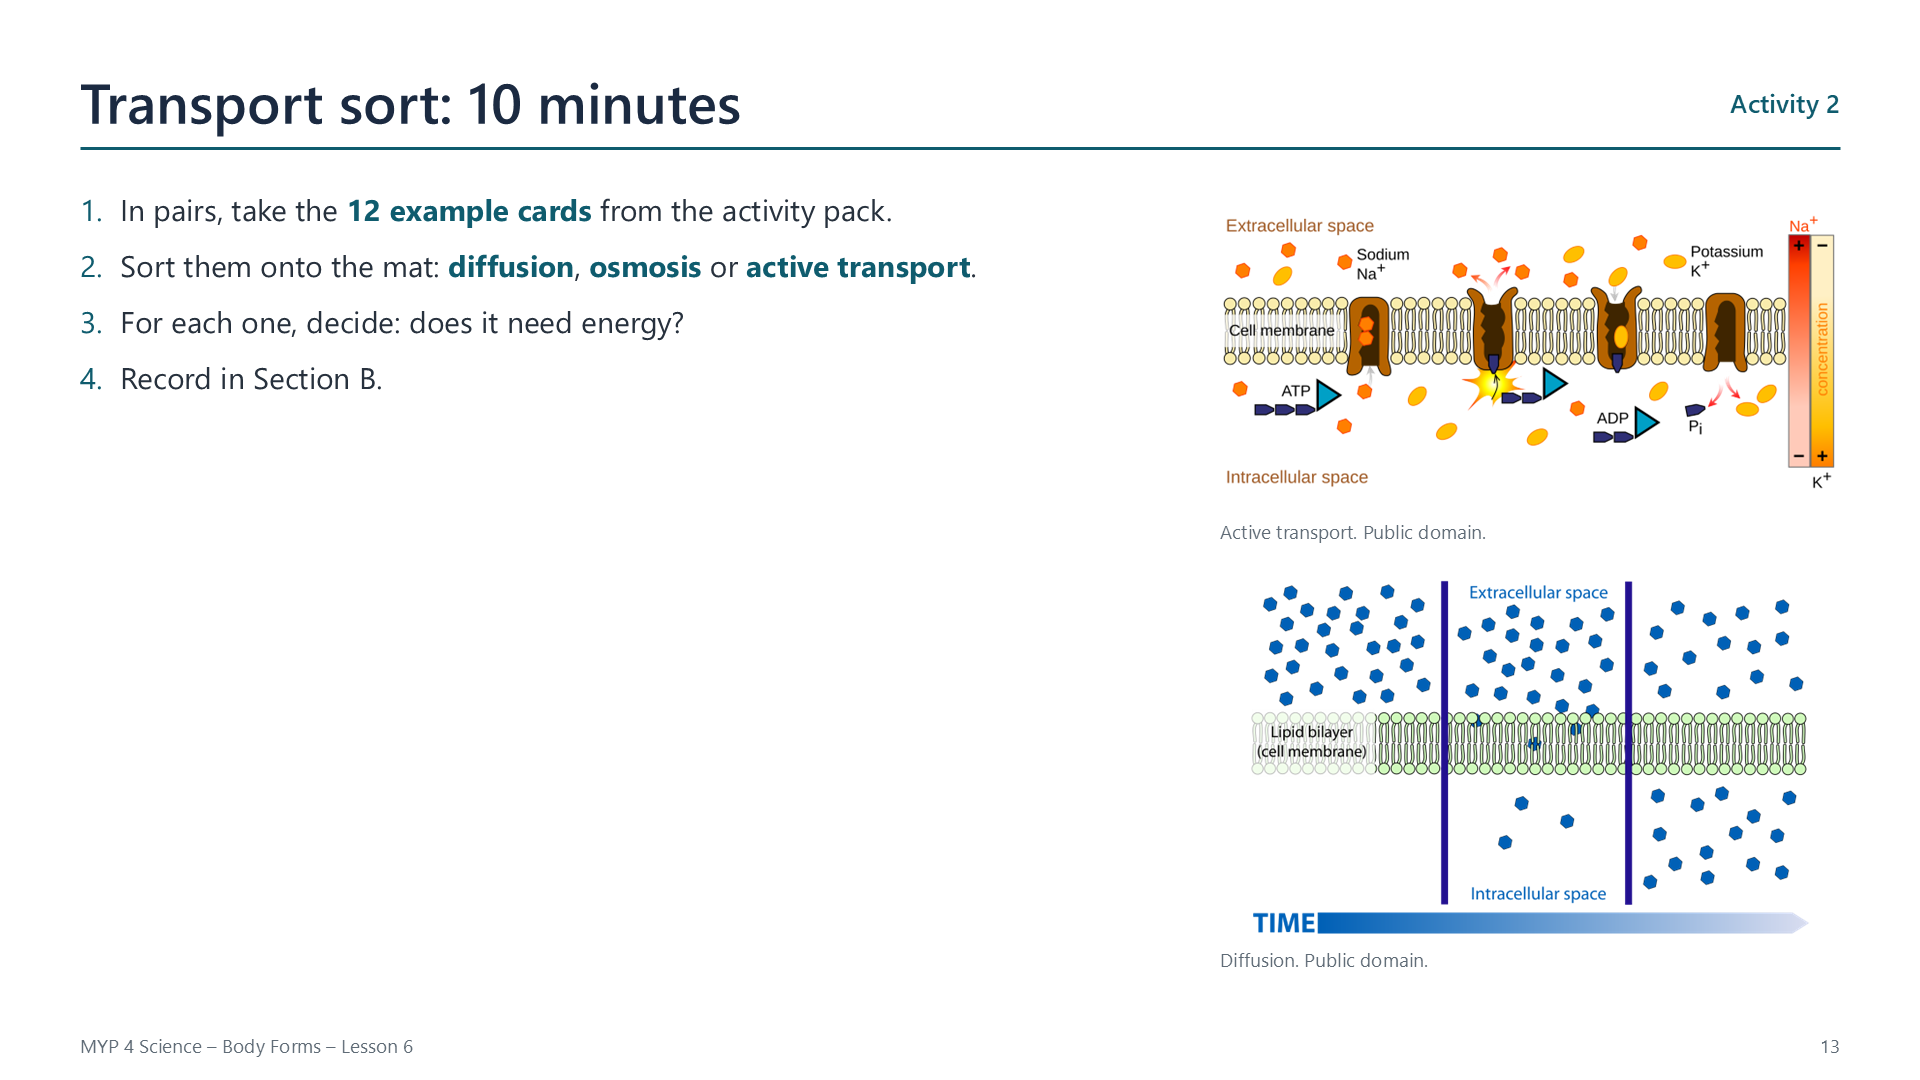 Transport sort: 10 minutes
Activity 2
1. In pairs, take the 12 example cards from the activity pack.
2. Sort them onto the mat: diffusion, osmosis or active transport.
3. For each one, decide: does it need energy?
4. Record in Section B.
Extracellular space
Sodium
Na+
Potassium
K+
Na+
+ −
Cell membrane
concentration
ATP
ADP
Pi
− +
Intracellular space
K+
Active transport. Public domain.
Extracellular space
Lipid bilayer
(cell membrane)
Intracellular space
TIME
Diffusion. Public domain.
MYP 4 Science – Body Forms – Lesson 6
13